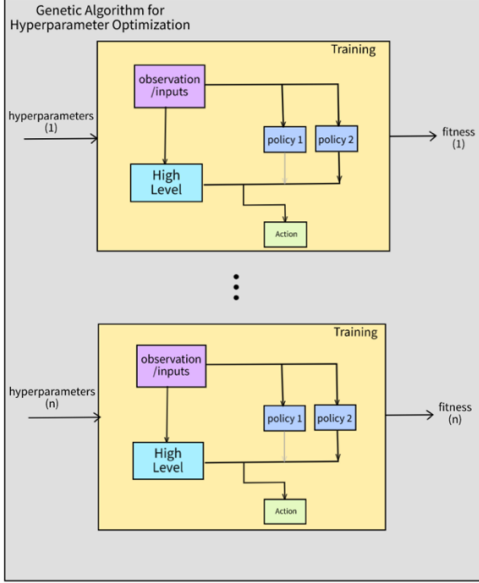 Genetic Algorithm for
Hyperparameter Optimization
Training
observation
/inputs
hyperparameters
(1)
fitness
(1)
policy 1
policy 2
High
Level
Action
Training
observation
/inputs
hyperparameters
(n)
fitness
(n)
policy 1
policy 2
High
Level
Action